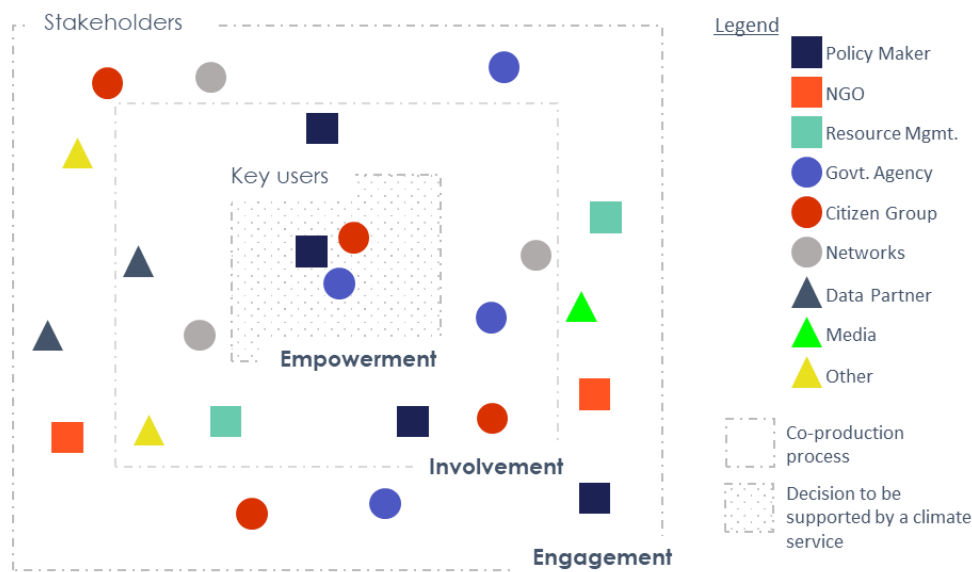 Stakeholders
Key users
Empowerment
Involvement
Engagement
Legend
Policy Maker
NGO
Resource Mgmt.
Govt. Agency
Citizen Group
Networks
Data Partner
Media
Other
Co-production
process
Decision to be
supported by a climate
service